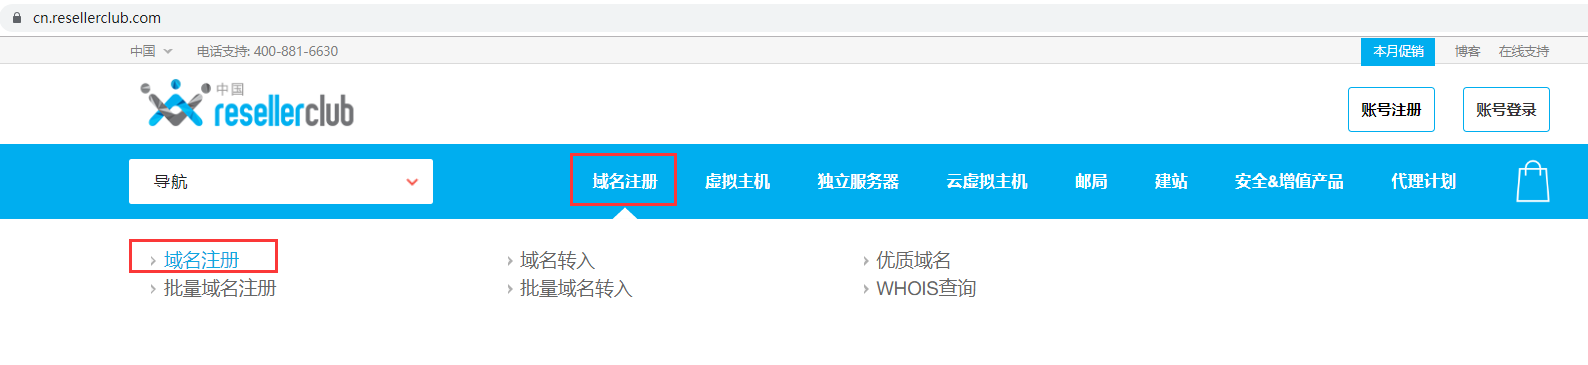 cn.resellerclub.com
中国 电话支持: 400-881-6630 本月促销 博客 在线支持
中国
resellerclub
账号注册 账号登录
导航 域名注册 虚拟主机 独立服务器 云虚拟主机 邮局 建站 安全&增值产品 代理计划
域名注册 域名转入 优质域名
批量域名注册 批量域名转入 WHOIS查询